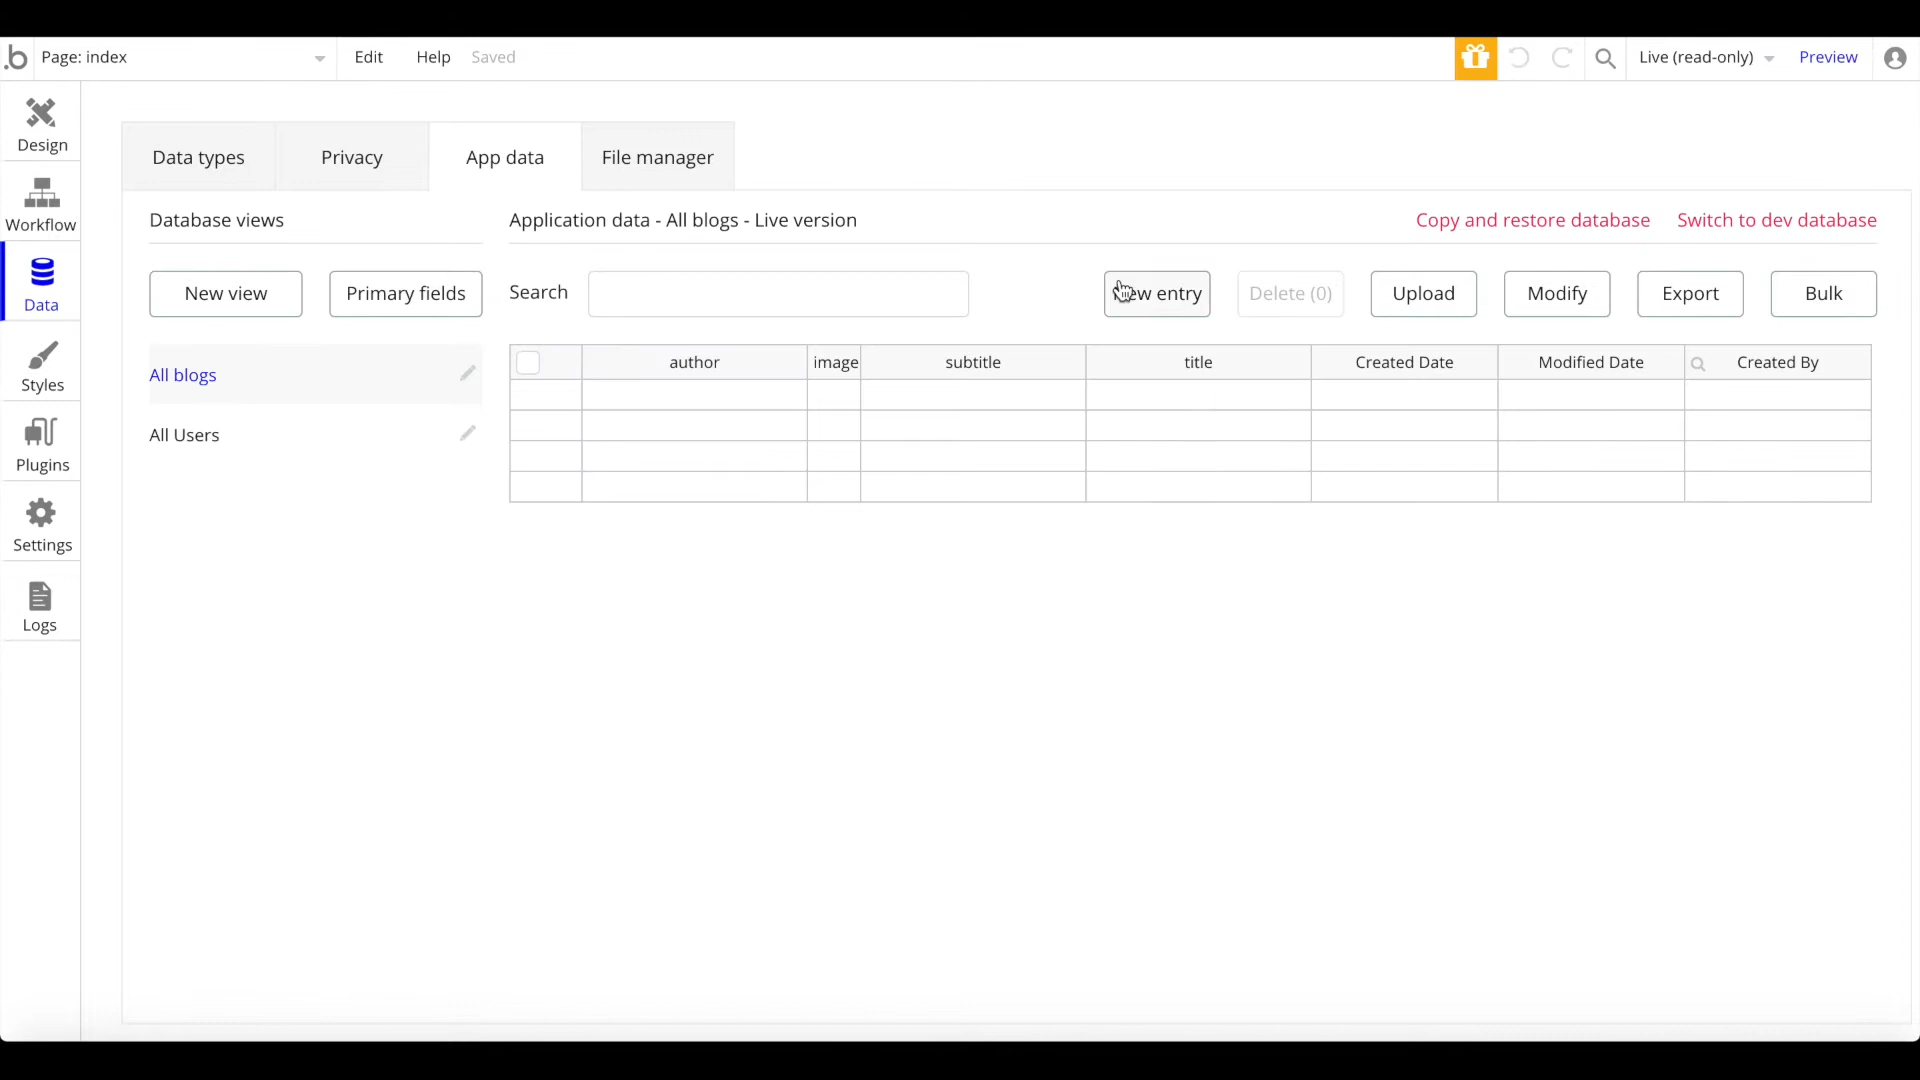 .b Page: index Edit Help Saved Live (read-only) Preview
Design
Workflow
Data
Styles
Plugins
Settings
Logs
Data types Privacy App data File manager
Database views
New view Primary fields
All blogs
All Users
Application data - All blogs - Live version Copy and restore database Switch to dev database
Search entry Delete (0) Upload Modify Export Bulk
author image subtitle title Created Date Modified Date Created By